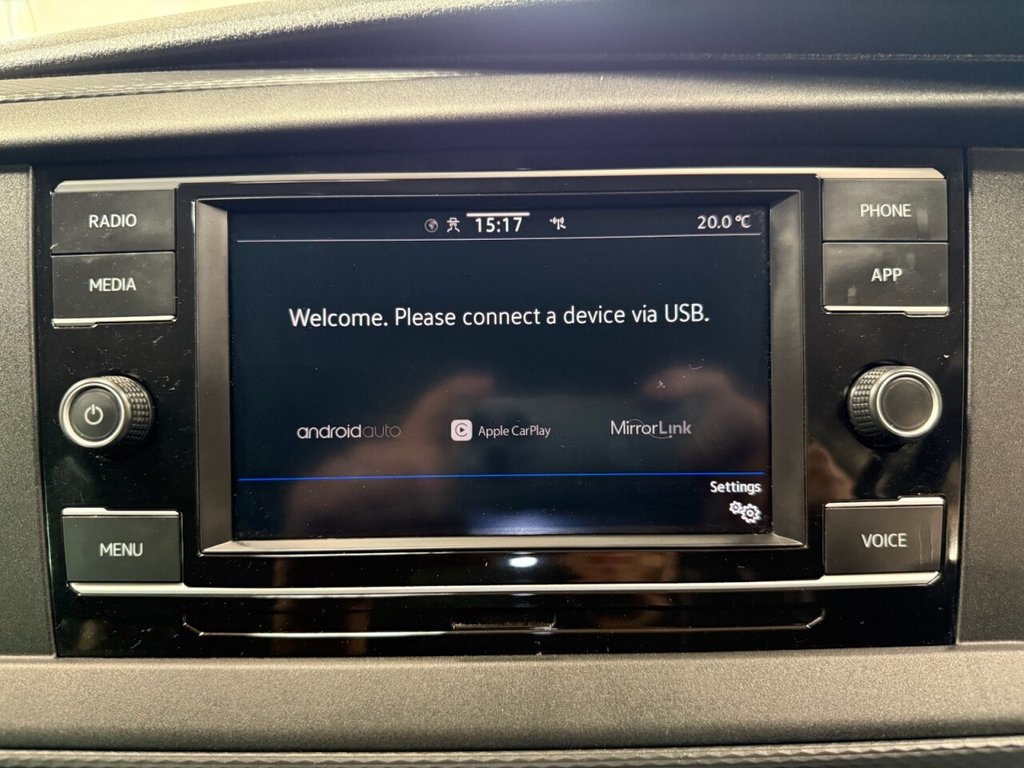 RADIO
MEDIA
MENU
15:17
20.0°C
Welcome. Please connect a device via USB.
androidauto
Apple CarPlay
MirrorLink
Settings
PHONE
APP
VOICE